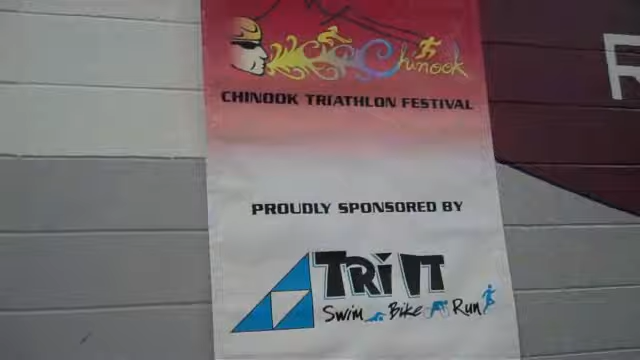 Chinook
CHINOOK TRIATHLON FESTIVAL
PROUDLY SPONSORED BY
TRi IT
Swim Bike Run
R